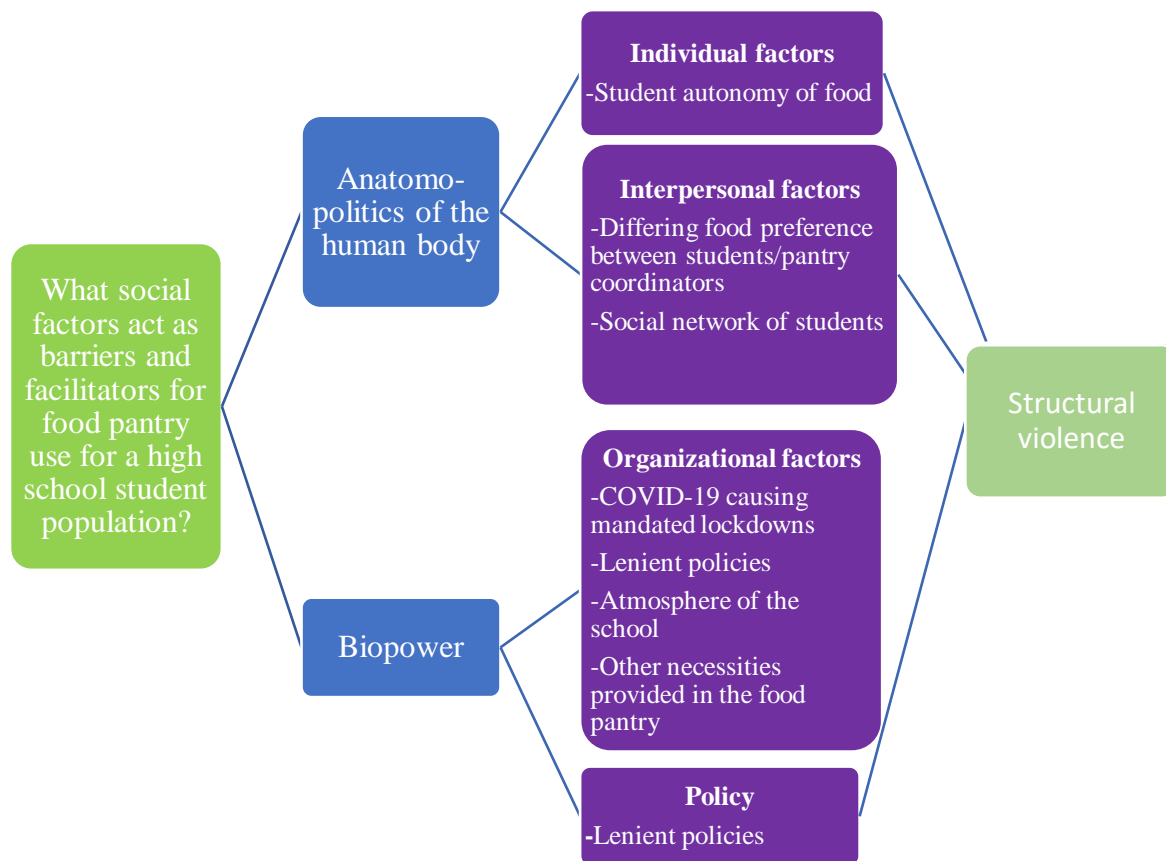 What social
factors act as
barriers and
facilitators for
food pantry
use for a high
school student
population?
Anatomo-
politics of the
human body
Biopower
Individual factors
-Student autonomy of food
Interpersonal factors
-Differing food preference
between students/pantry
coordinators
-Social network of students
Organizational factors
-COVID-19 causing
mandated lockdowns
-Lenient policies
-Atmosphere of the
school
-Other necessities
provided in the food
pantry
Policy
-Lenient policies
Structural
violence